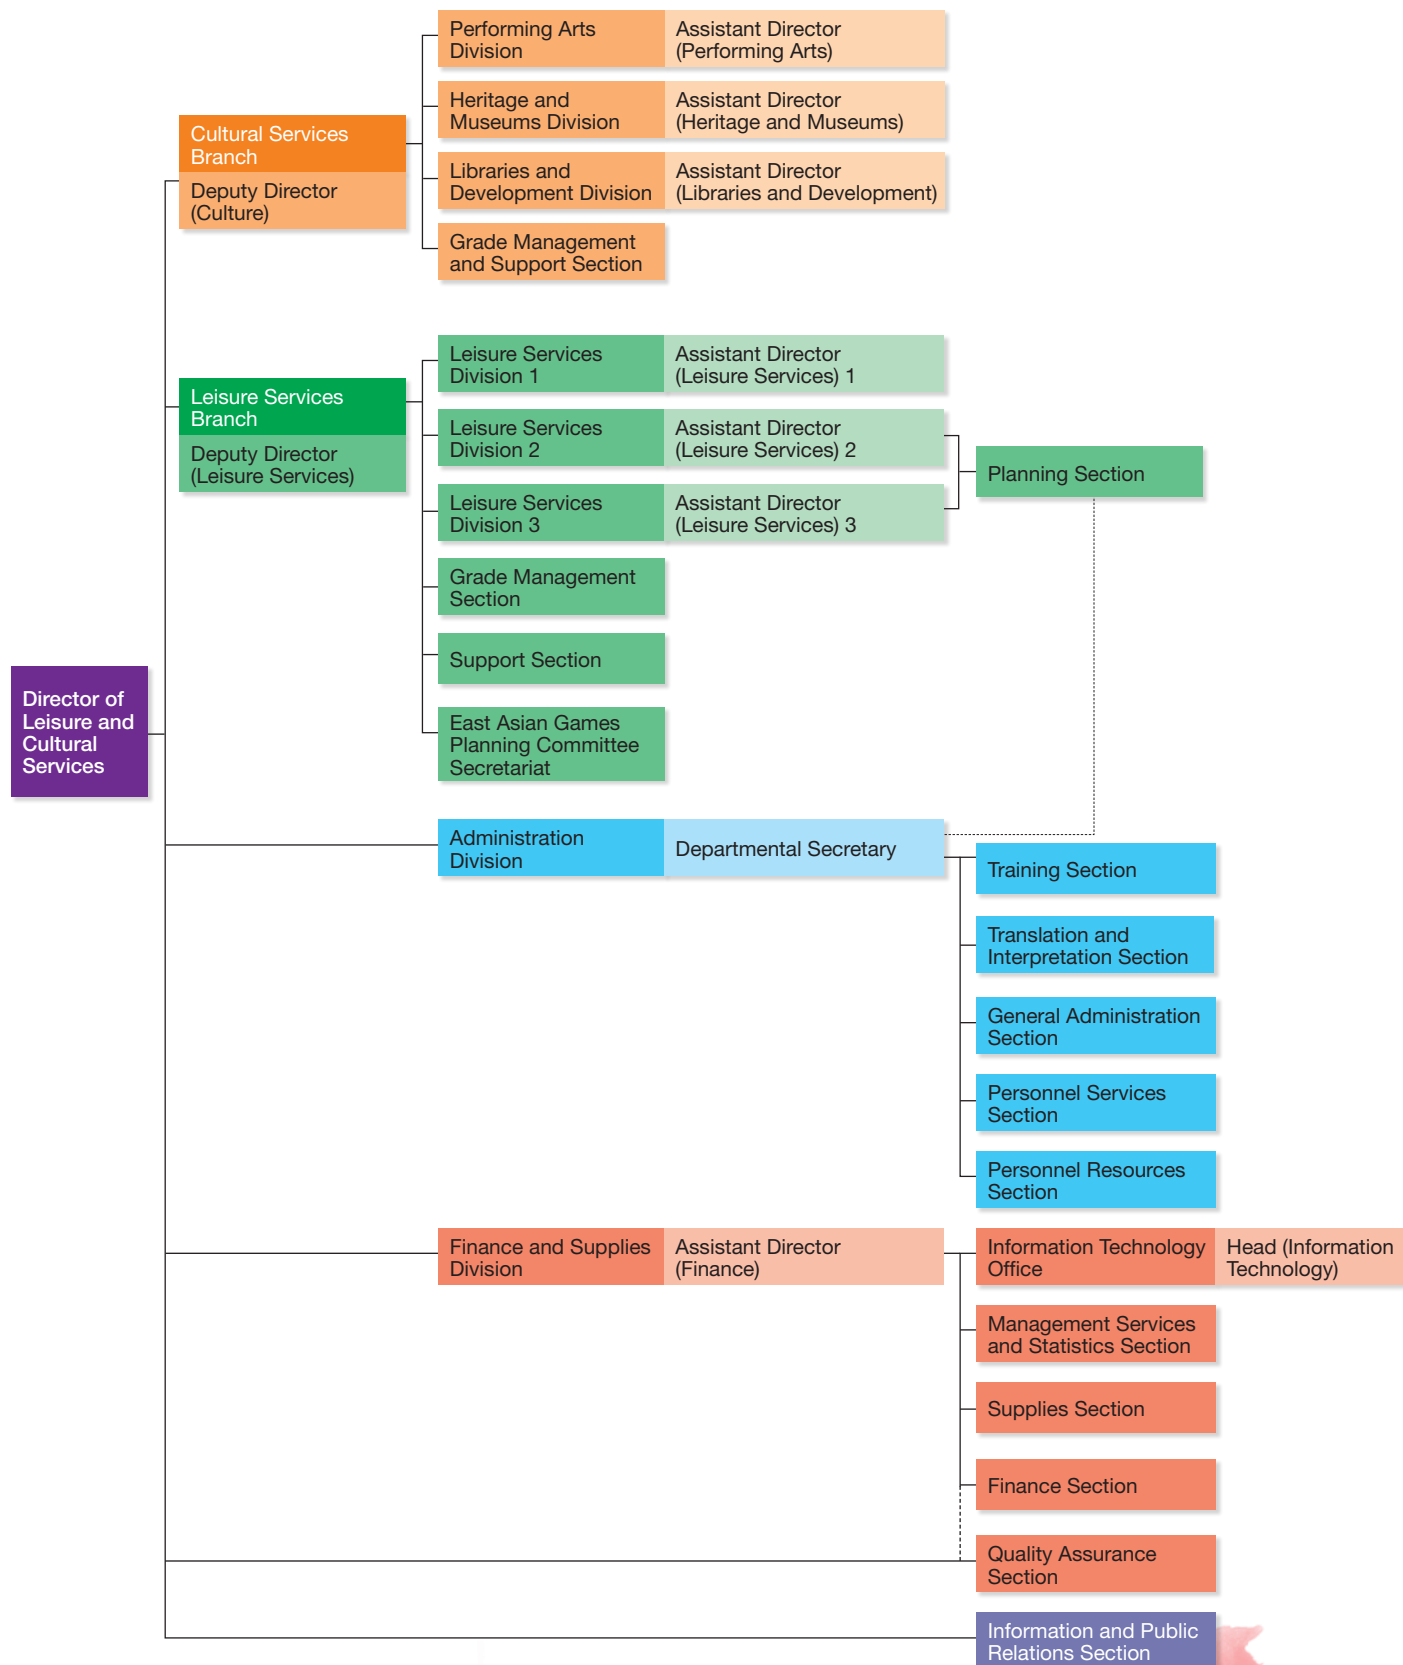 Performing Arts
Division
Assistant Director
(Performing Arts)
Heritage and
Museums Division
Assistant Director
(Heritage and Museums)
Cultural Services
Branch
Deputy Director
(Culture)
Libraries and
Development Division
Assistant Director
(Libraries and Development)
Grade Management
and Support Section
Leisure Services
Division 1
Assistant Director
(Leisure Services) 1
Leisure Services
Branch
Deputy Director
(Leisure Services)
Leisure Services
Division 2
Assistant Director
(Leisure Services) 2
Planning Section
Leisure Services
Division 3
Assistant Director
(Leisure Services) 3
Grade Management
Section
Support Section
East Asian Games
Planning Committee
Secretariat
Director of
Leisure and
Cultural
Services
Administration
Division
Departmental Secretary
Training Section
Translation and
Interpretation Section
General Administration
Section
Personnel Services
Section
Personnel Resources
Section
Finance and Supplies
Division
Assistant Director
(Finance)
Information Technology
Office
Head (Information
Technology)
Management Services
and Statistics Section
Supplies Section
Finance Section
Quality Assurance
Section
Information and Public
Relations Section